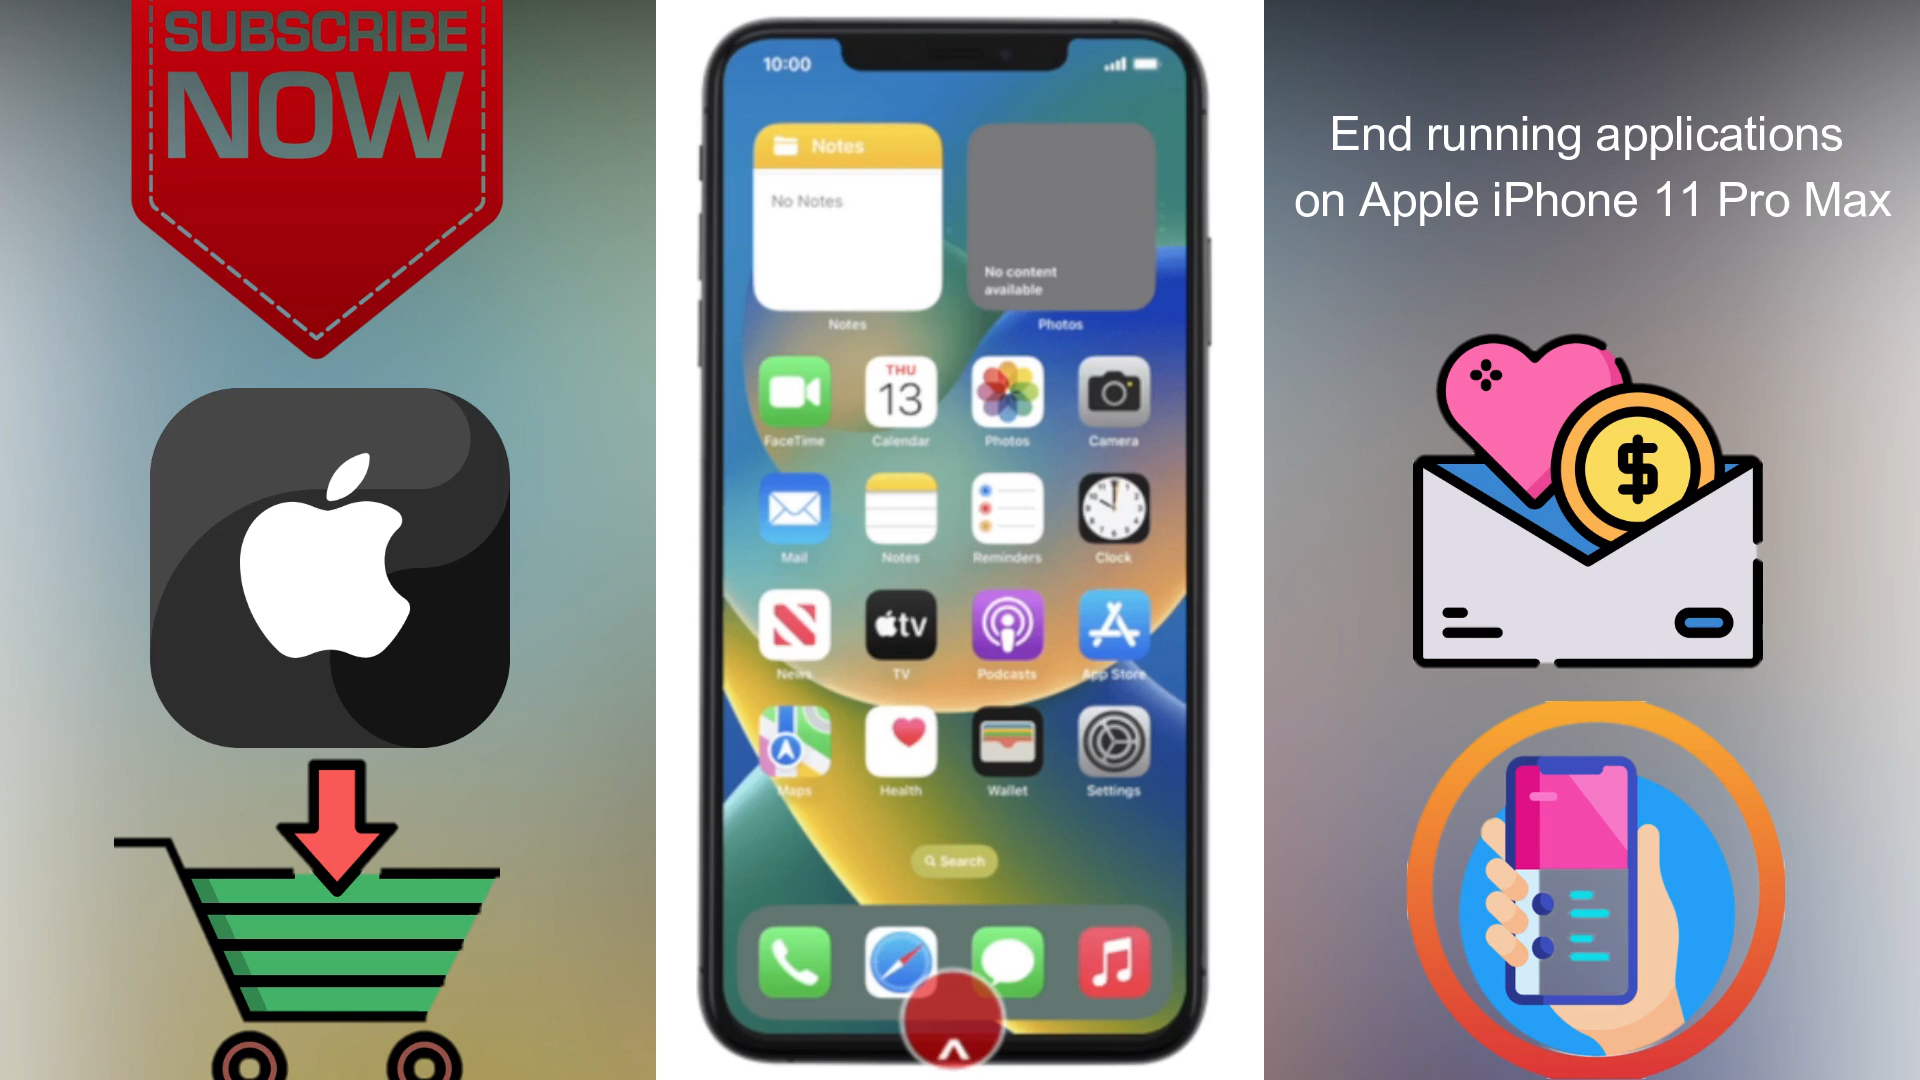 SUBSCRIBE
NOW
10:00
Notes
No Notes
No content
available
Notes
Photos
THU
13
FaceTime
Calendar
Photos
Camera
Mail
Notes
Reminders
Clock
tv
News
TV
Podcasts
App Store
Maps
Health
Wallet
Settings
Search
End running applications
on Apple iPhone 11 Pro Max
$